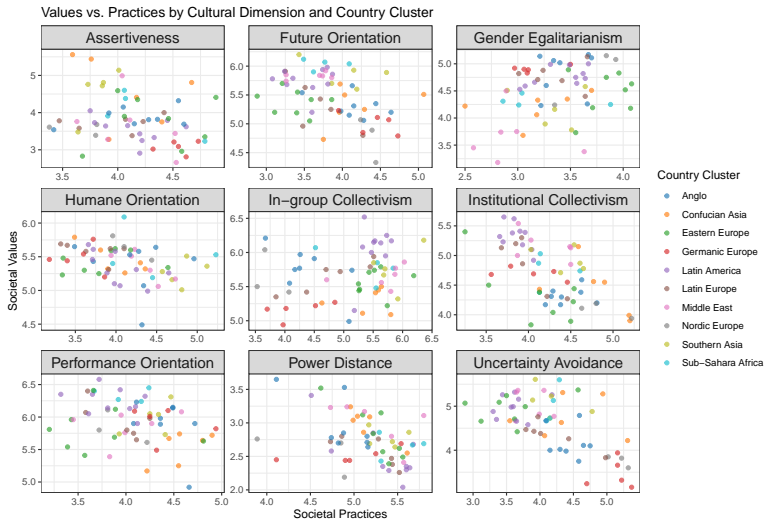 Values vs. Practices by Cultural Dimension and Country Cluster
Assertiveness
Future Orientation
Gender Egalitarianism
5
4
3
3.5 4.0 4.5
6.0
5.5
5.0
4.5
3.0 3.5 4.0 4.5 5.0
5.0
4.5
4.0
3.5
2.5 3.0 3.5 4.0
Humane Orientation
In−group Collectivism
Institutional Collectivism
6.0
5.5
5.0
4.5
3.5 4.0 4.5 5.0
6.5
6.0
5.5
5.0
3.5 4.0 4.5 5.0 5.5 6.0 6.5
5.5
5.0
4.5
4.0
3.5 4.0 4.5 5.0
Performance Orientation
Power Distance
Uncertainty Avoidance
6.5
6.0
5.5
5.0
3.5 4.0 4.5 5.0
3.5
3.0
2.5
2.0
4.0 4.5 5.0 5.5
5
4
3.0 3.5 4.0 4.5 5.0
Societal Values
Societal Practices
Country Cluster
Anglo
Confucian Asia
Eastern Europe
Germanic Europe
Latin America
Latin Europe
Middle East
Nordic Europe
Southern Asia
Sub−Sahara Africa